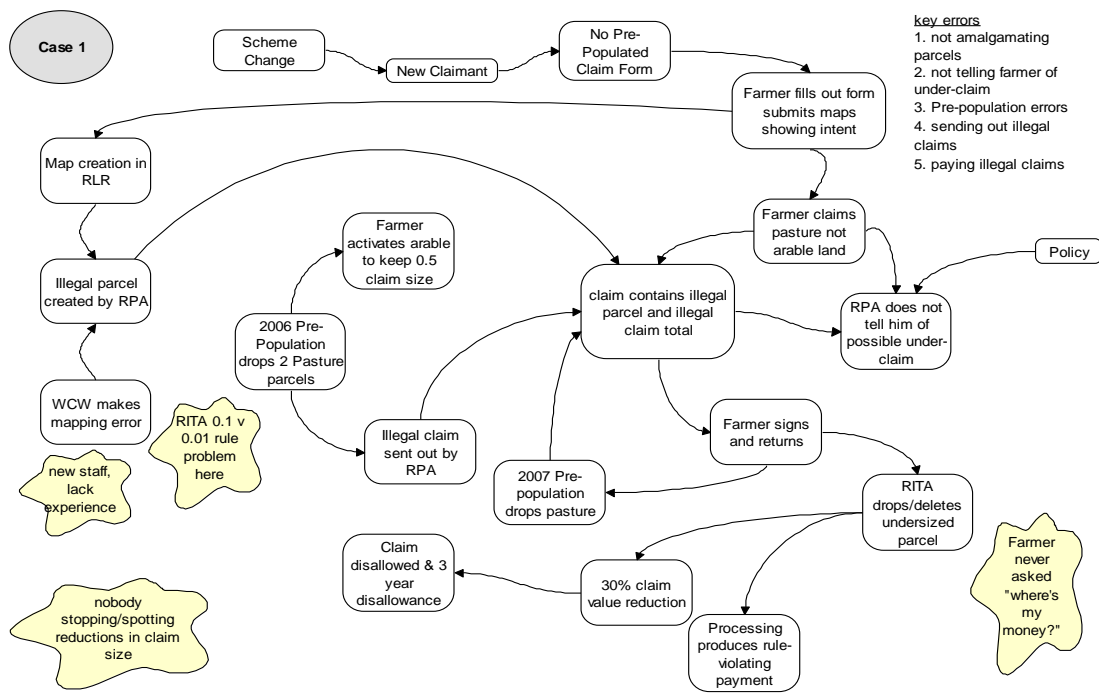 Case 1
Scheme
Change
New Claimant
No Pre-
Populated
Claim Form
Farmer fills out form
submits maps
showing intent
key errors
1. not amalgamating
parcels
2. not telling farmer of
under-claim
3. Pre-population errors
4. sending out illegal
claims
5. paying illegal claims
Map creation in
RLR
Farmer
activates arable
to keep 0.5
claim size
Farmer claims
pasture not
arable land
Policy
Illegal parcel
created by RPA
claim contains illegal
parcel and illegal
claim total
RPA does not
tell him of
possible under-
claim
2006 Pre-
Population
drops 2 Pasture
parcels
WCW makes
mapping error
RITA 0.1 v
0.01 rule
problem
here
Illegal claim
sent out by
RPA
Farmer signs
and returns
new staff,
lack
experience
2007 Pre-
population
drops pasture
RITA
drops/deletes
undersized
parcel
Claim
disallowed & 3
year
disallowance
30% claim
value reduction
Farmer
never
asked
"where's
my
money?"
nobody
stopping/spotting
reductions in claim
size
Processing
produces rule-
violating
payment